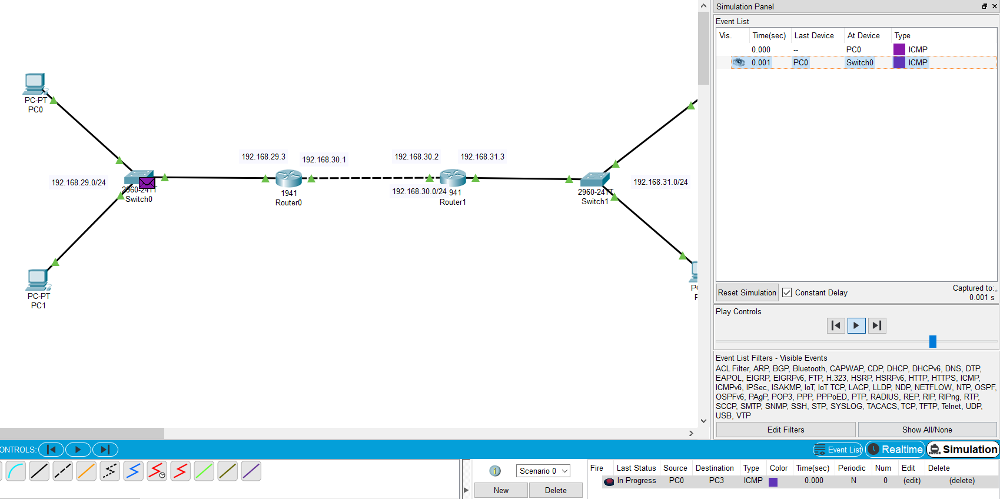 Simulation Panel
Event List
Vis. Time(sec) Last Device At Device Type
0.000 -- PC0 ICMP
0.001 PC0 Switch0 ICMP
PC-PT
PC0
192.168.29.3
192.168.30.1
192.168.30.2
192.168.31.3
192.168.29.0/24
2960-24TT
Switch0
1941
Router0
192.168.30.0/24
941
Router1
2960-24TT
Switch1
192.168.31.0/24
PC-PT
PC1
Reset Simulation
Constant Delay
Captured to:
0.001 s
Play Controls
Event List Filters - Visible Events
ACL Filter, ARP, BGP, Bluetooth, CAPWAP, CDP, DHCP, DHCPv6, DNS, DTP,
EAPOL, EIGRP, EIGRPv6, FTP, H.323, HSRP, HSRPv6, HTTP, HTTPS, ICMP,
ICMPv6, IPSec, ISAKMP, IoT, IoT TCP, LACP, LLDP, NDP, NETFLOW, NTP, OSPF,
OSPFv6, PAgP, POP3, PPP, PPPoED, PTP, RADIUS, REP, RIP, RIPng, RTP,
SCCP, SMTP, SNMP, SSH, STP, SYSLOG, TACACS, TCP, TFTP, Telnet, UDP,
USB, VTP
Edit Filters
Show All/None
ONTROLS:
Event List
Realtime
Simulation
Scenario 0
New
Delete
Fire Last Status Source Destination Type Color Time(sec) Periodic Num Edit Delete
In Progress PC0 PC3 ICMP 0.000 N 0 (edit) (delete)